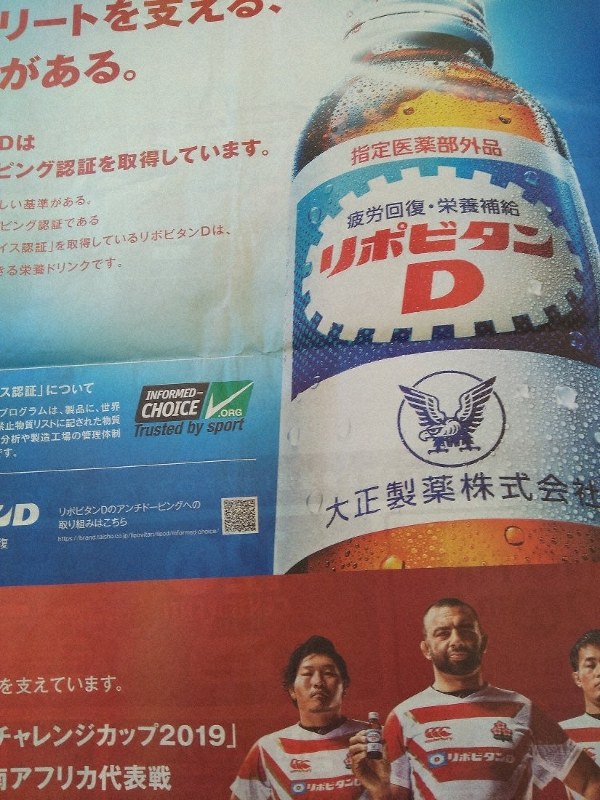 リートを支える、
がある。
Dは
ピング認証を取得しています。
しい基準がある。
ーピング認証である
イス認証」を取得しているリポビタンDは、
きる栄養ドリンクです。
指定医薬部外品
疲労回復・栄養補給
リポビタン
D
大正製薬株式会社
ス認証」について
プログラムは、製品に、世界
禁止物質リストに記された物質
分析や製造工場の管理体制
です。
INFORMED-
CHOICE
.ORG
Trusted by sport
D
復
リポビタンDのアンチドーピングへの
取り組みはこちら
を支えています。
チャレンジカップ2019」
南アフリカ代表戦
リポビタンD
リポビタンD